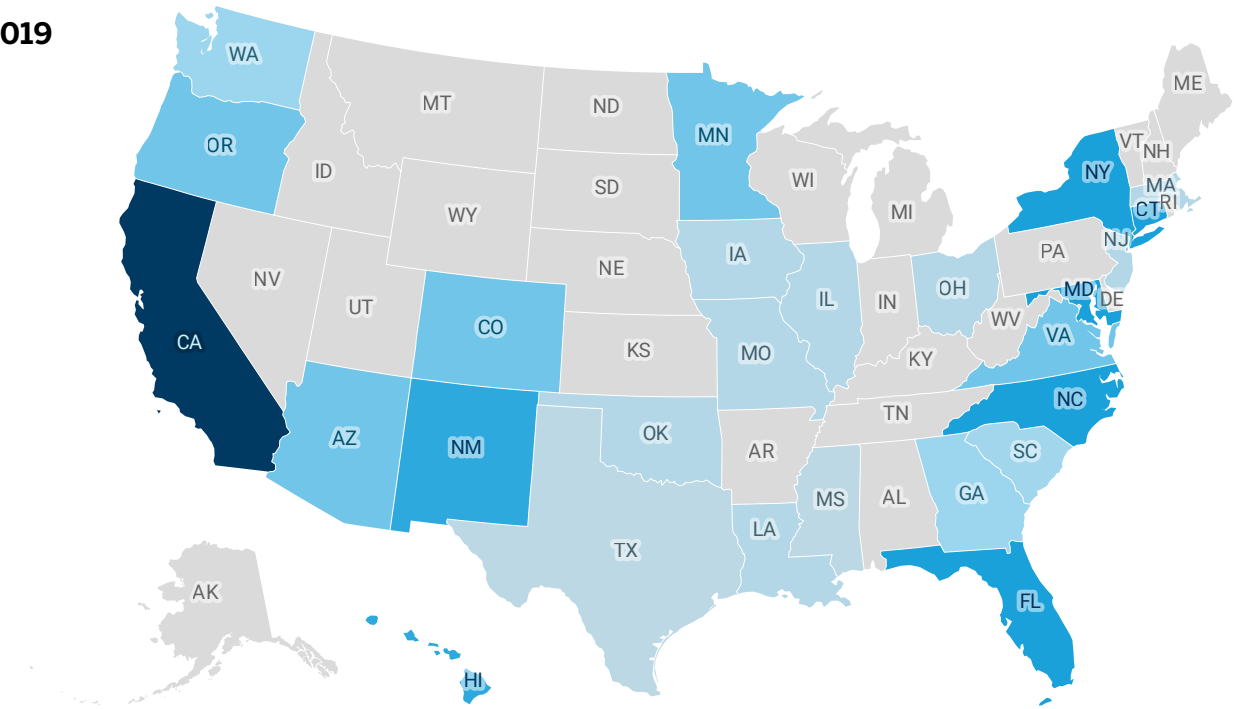 019
WA
MT
ND
MN
ME
OR
ID
SD
WI
VT
NH
NY
MA
CT
RI
WY
MI
IA
NE
PA
NJ
NV
UT
CO
IL
IN
OH
MD
DE
WV
VA
CA
KS
MO
KY
NC
AZ
NM
OK
TN
AR
SC
MS
AL
GA
TX
LA
AK
HI
FL